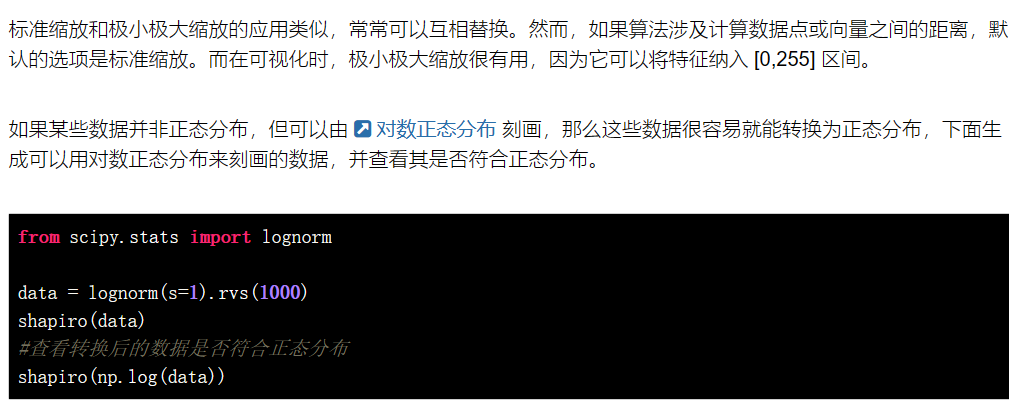 标准缩放和极小极大缩放的应用类似，常常可以互相替换。然而，如果算法涉及计算数据点或向量之间的距离，默
认的选项是标准缩放。而在可视化时，极小极大缩放很有用，因为它可以将特征纳入 [0,255] 区间。
如果某些数据并非正态分布，但可以由 对数正态分布 刻画，那么这些数据很容易就能转换为正态分布，下面生
成可以用对数正态分布来刻画的数据，并查看其是否符合正态分布。
from scipy.stats import lognorm
data = lognorm(s=1).rvs(1000)
shapiro(data)
#查看转换后的数据是否符合正态分布
shapiro(np.log(data))